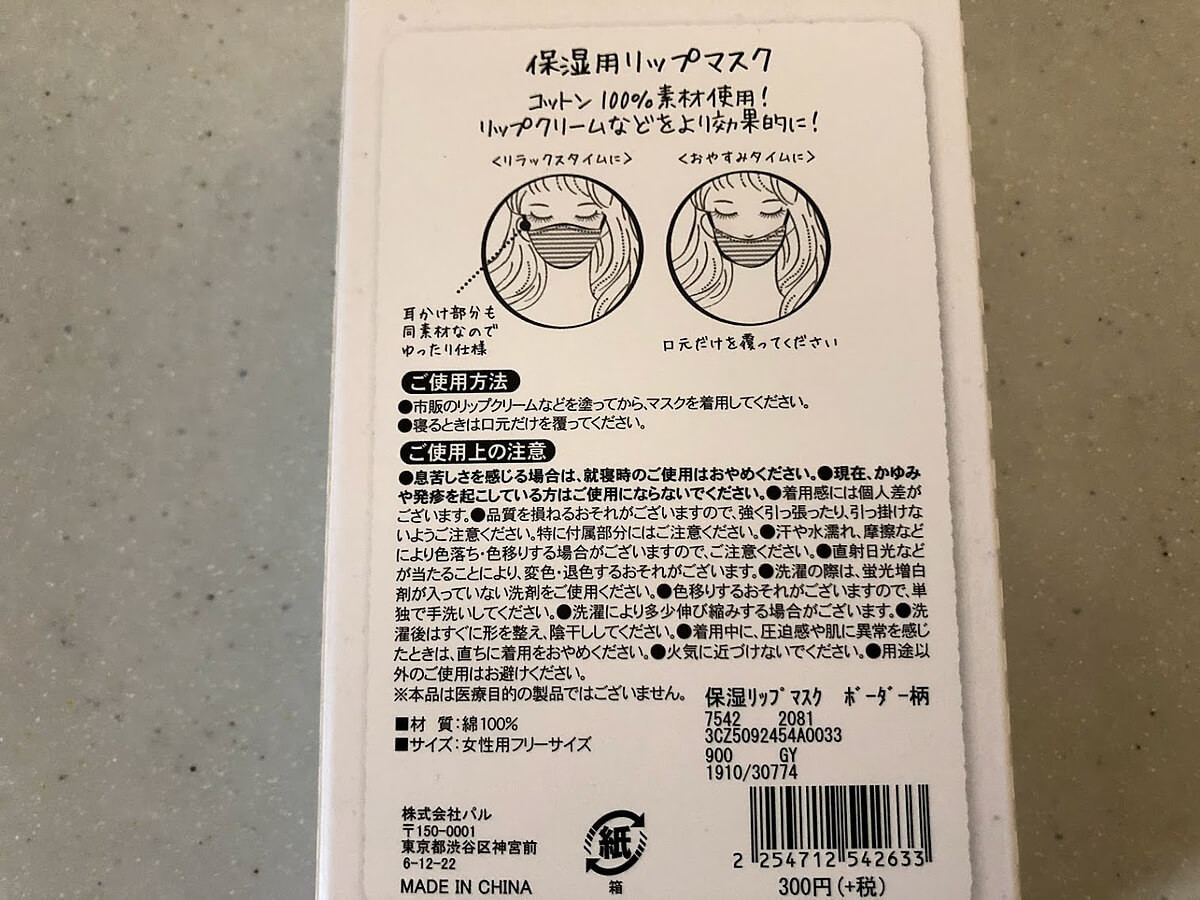 保湿用リップマスク
コットン100%素材使用!
リップクリームなどをより効果的に!
<リラックスタイムに>
<おやすみタイムに>
耳かけ部分も
同素材なので
ゆったり仕様
口元だけを覆ってください
ご使用方法
●市販のリップクリームなどを塗ってから、マスクを着用してください。
●寝るときは口元だけを覆ってください。
ご使用上の注意
●息苦しさを感じる場合は、就寝時のご使用はおやめください。●現在、かゆみ
や発疹を起こしている方はご使用にならないでください。●着用感には個人差が
ございます。●品質を損ねるおそれがございますので、強く引っ張ったり、引っ掛けな
いようご注意ください。特に付属部分にはご注意ください。●汗や水濡れ、摩擦など
により色落ち・色移りする場合がございますので、ご注意ください。●直射日光など
が当たることにより、変色・退色するおそれがございます。●洗濯の際は、蛍光増白
剤が入っていない洗剤をご使用ください。●色移りするおそれがございますので、単
独で手洗いしてください。●洗濯により多少伸び縮みする場合がございます。●洗
濯後はすぐに形を整え、陰干ししてください。●着用中に、圧迫感や肌に異常を感じ
たときは、直ちに着用をおやめください。●火気に近づけないでください。●用途以
外のご使用はお避けください。
※本品は医療目的の製品ではございません。
■材 質:綿100%
■サイズ:女性用フリーサイズ
保湿リップマスク ボーダー柄
7542 2081
3CZ5092454A0033
900 GY
1910/30774
株式会社パル
〒150-0001
東京都渋谷区神宮前
6-12-22
MADE IN CHINA
紙
箱
2 254712 542633
300円(+税)